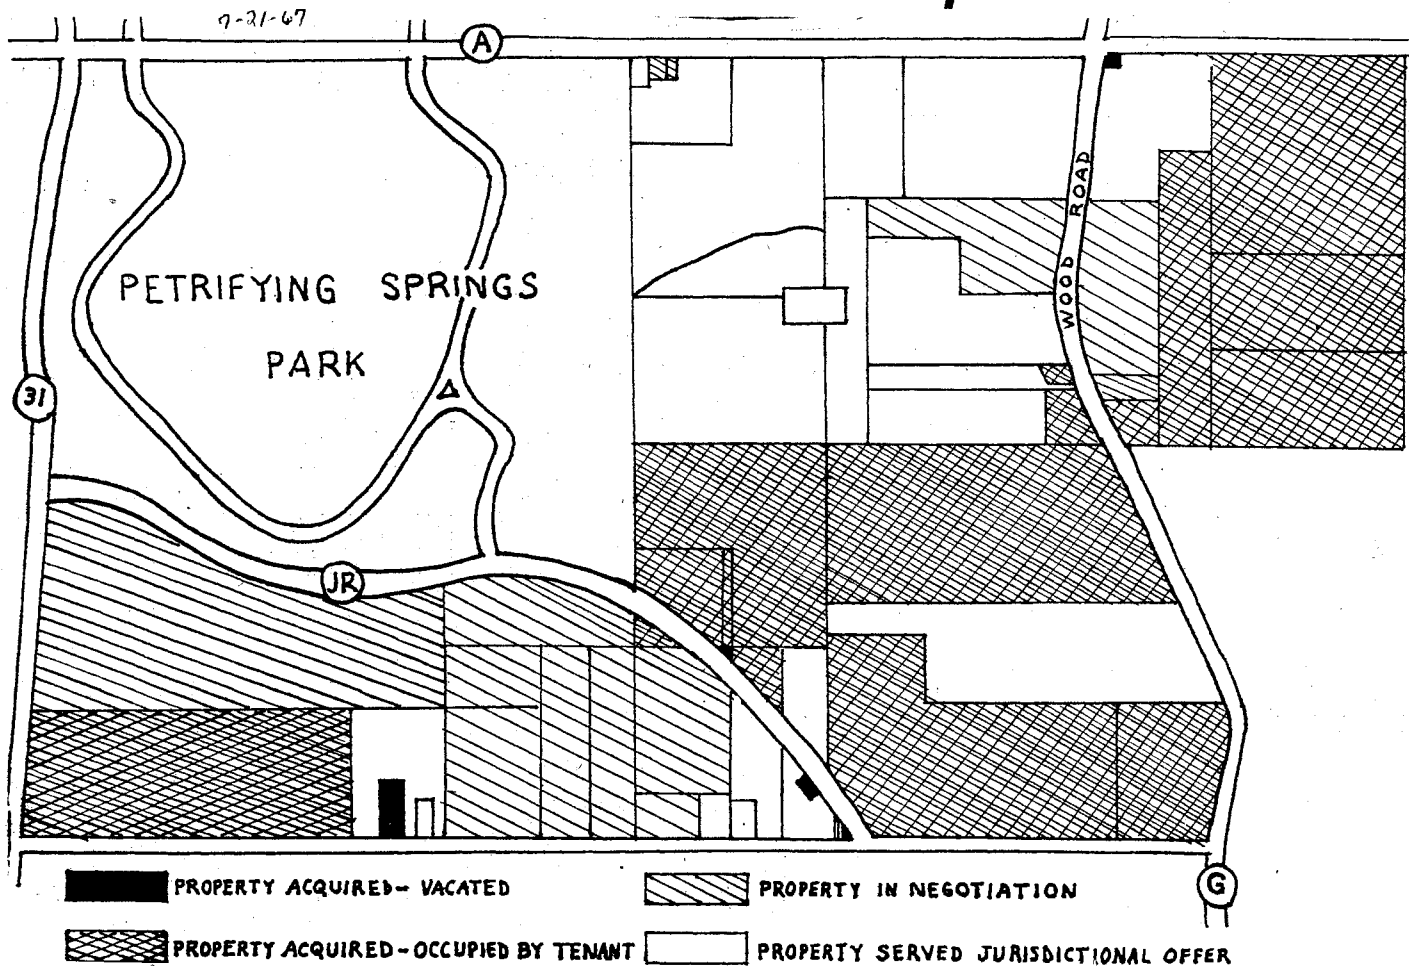 7-21-67
A
ROAD
WOOD
PETRIFYING SPRINGS
PARK
31
JR
G
PROPERTY ACQUIRED- VACATED
PROPERTY IN NEGOTIATION
PROPERTY ACQUIRED-OCCUPIED BY TENANT
PROPERTY SERVED JURISDICTIONAL OFFER